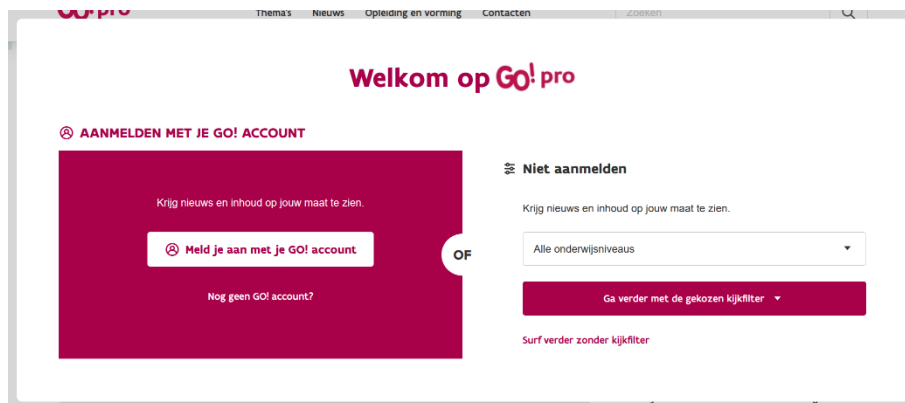 GO! pro
Thema's Nieuws Opleiding en vorming Contacten Zoeken
Welkom op GO! pro
AANMELDEN MET JE GO! ACCOUNT
Krijg nieuws en inhoud op jouw maat te zien.
Meld je aan met je GO! account
Nog geen GO! account?
OF
Niet aanmelden
Krijg nieuws en inhoud op jouw maat te zien.
Alle onderwijsniveaus
Ga verder met de gekozen kijkfilter
Surf verder zonder kijkfilter